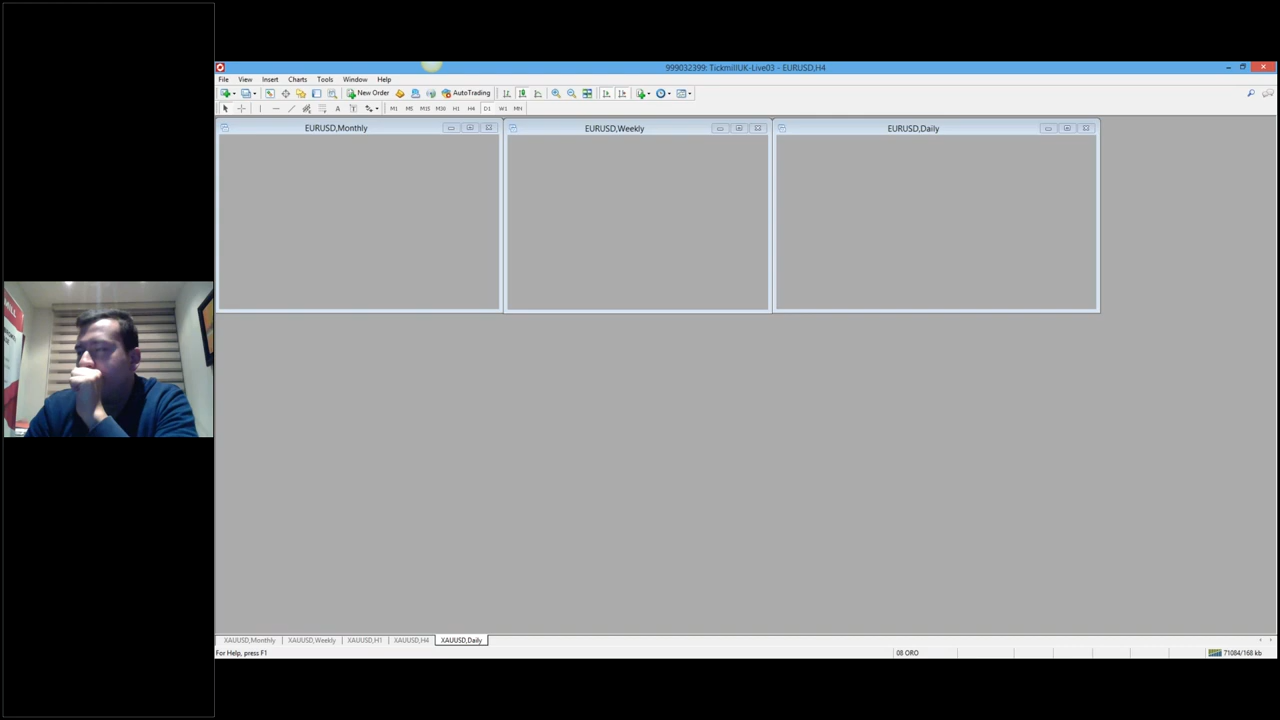 999032399: TickmillUK-Live03 - EURUSD,H4
File View Insert Charts Tools Window Help
New Order AutoTrading
A T M1 M5 M15 M30 H1 H4 D1 W1 MN
EURUSD,Monthly EURUSD,Weekly EURUSD,Daily
XAUUSD,Monthly XAUUSD,Weekly XAUUSD,H1 XAUUSD,H4 XAUUSD,Daily
For Help, press F1 08 ORO 71084/168 kb